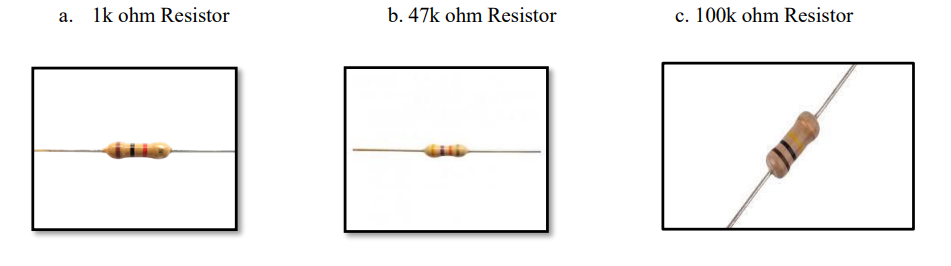 a. 1k ohm Resistor
b. 47k ohm Resistor
c. 100k ohm Resistor